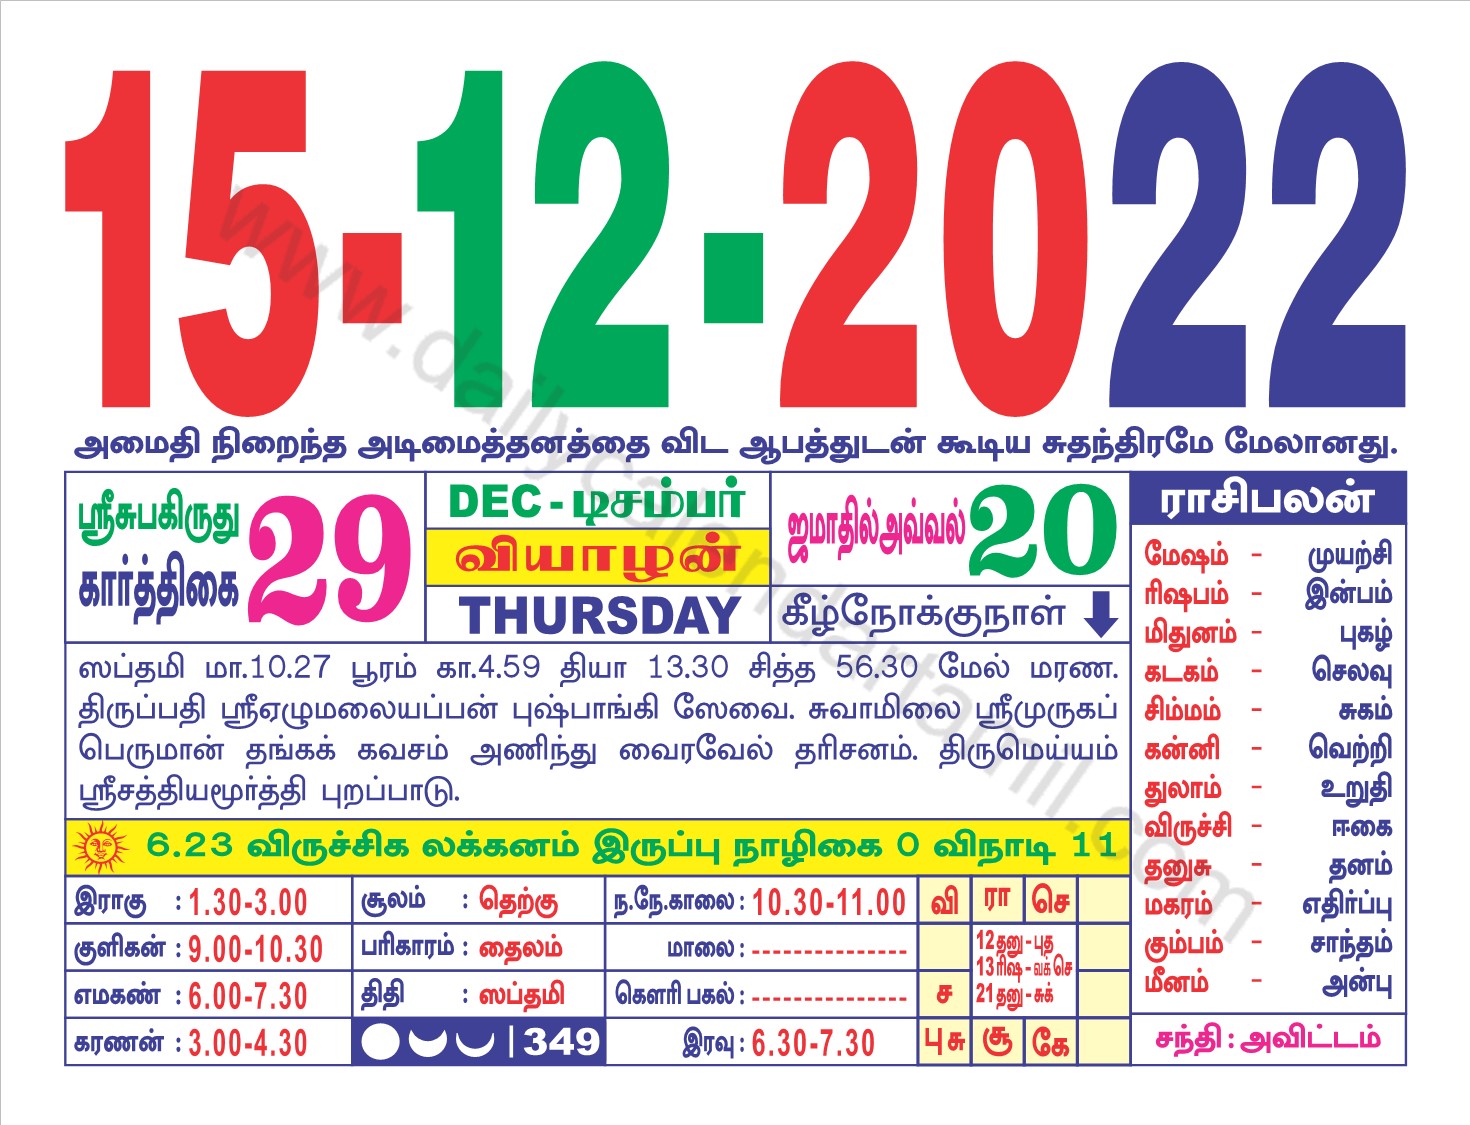 15-12-2022
அமைதி நிறைந்த அடிமைத்தனத்தை விட ஆபத்துடன் கூடிய சுதந்திரமே மேலானது.
ஸ்ரீசுபகிருது
கார்த்திகை
29
DEC - டிசம்பர்
வியாழன்
THURSDAY
ஜமாதில்அவ்வல் 20
கீழ்நோக்குநாள்
ஸப்தமி மா.10.27 பூரம் கா.4.59 தியா 13.30 சித்த 56.30 மேல் மரண.
திருப்பதி ஸ்ரீஏழுமலையப்பன் புஷ்பாங்கி ஸேவை. சுவாமிலை ஸ்ரீமுருகப்
பெருமான் தங்கக் கவசம் அணிந்து வைரவேல் தரிசனம். திருமெய்யம்
ஸ்ரீசத்தியமூர்த்தி புறப்பாடு.
6.23 விருச்சிக லக்கனம் இருப்பு நாழிகை 0 விநாடி 11
இராகு : 1.30-3.00
குளிகன் : 9.00-10.30
எமகண் : 6.00-7.30
கரணன் : 3.00-4.30
சூலம் : தெற்கு
பரிகாரம் : தைலம்
திதி : ஸப்தமி
349
ந.நே.காலை : 10.30-11.00
மாலை : --------------
கௌரி பகல் : --------------
இரவு : 6.30-7.30
வி ரா செ
12தனு - புத
13ரிஷ - வக் செ
21தனு - சுக்
ச
பு சு சூ கே
ராசிபலன்
மேஷம் - முயற்சி
ரிஷபம் - இன்பம்
மிதுனம் - புகழ்
கடகம் - செலவு
சிம்மம் - சுகம்
கன்னி - வெற்றி
துலாம் - உறுதி
விருச்சி - ஈகை
தனுசு - தனம்
மகரம் - எதிர்ப்பு
கும்பம் - சாந்தம்
மீனம் - அன்பு
சந்தி : அவிட்டம்
www.dailycalendartamil.com